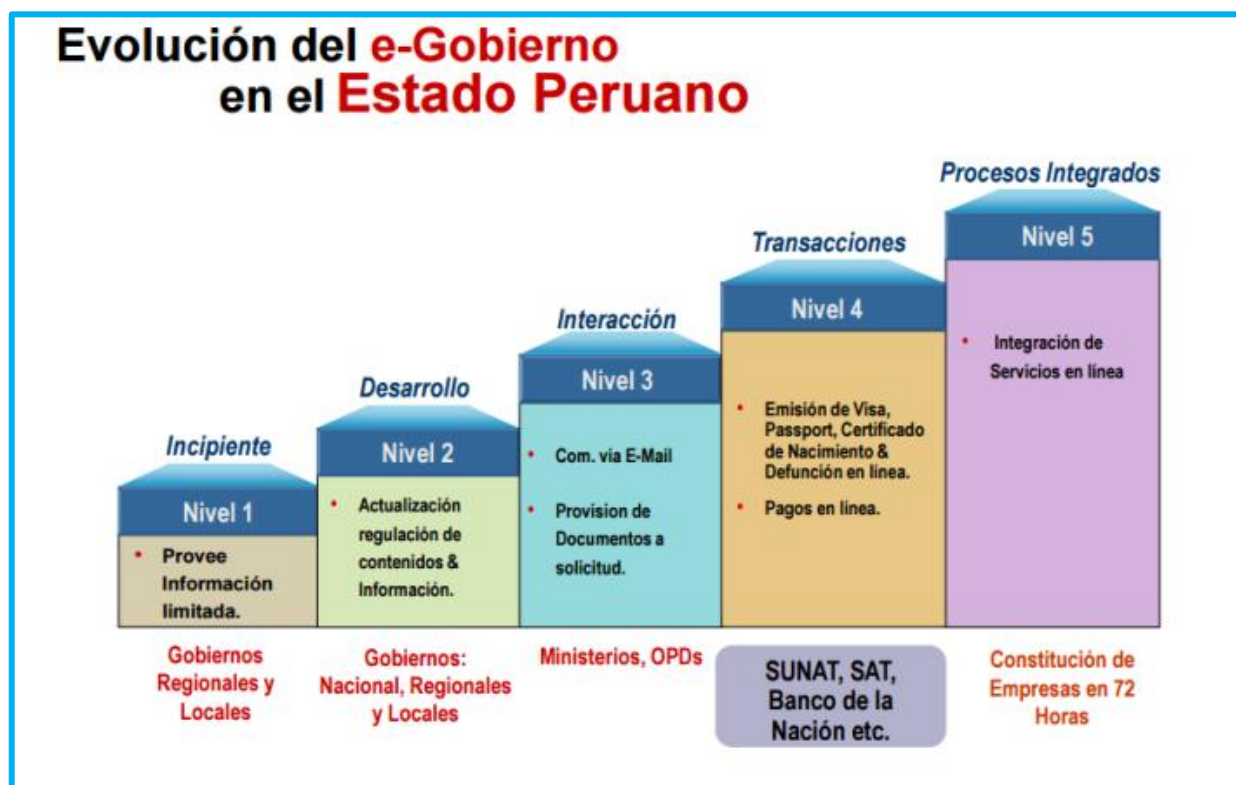 Evolución del e-Gobierno
en el Estado Peruano
Incipiente
Nivel 1
• Provee
Información
limitada.
Gobiernos
Regionales y
Locales
Desarrollo
Nivel 2
• Actualización
regulación de
contenidos &
Información.
Gobiernos:
Nacional, Regionales
y Locales
Interacción
Nivel 3
• Com. via E-Mail
• Provision de
Documentos a
solicitud.
Ministerios, OPDs
Transacciones
Nivel 4
• Emisión de Visa,
Passport, Certificado
de Nacimiento &
Defunción en línea.
• Pagos en línea.
SUNAT, SAT,
Banco de la
Nación etc.
Procesos Integrados
Nivel 5
• Integración de
Servicios en línea
Constitución de
Empresas en 72
Horas